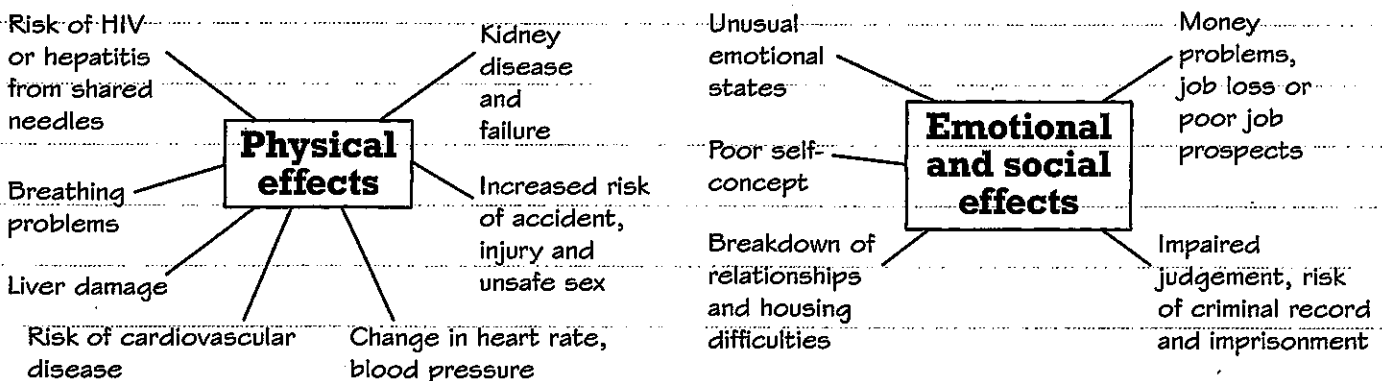 Risk of HIV
or hepatitis
from shared
needles
Kidney
disease
and
failure
Physical
effects
Breathing
problems
Increased risk
of accident,
injury and
unsafe sex
Liver damage
Risk of cardiovascular
disease
Change in heart rate,
blood pressure
Unusual
emotional
states
Money
problems,
job loss or
poor job
prospects
Emotional
and social
effects
Poor self-
concept
Breakdown of
relationships
and housing
difficulties
Impaired
judgement, risk
of criminal record
and imprisonment